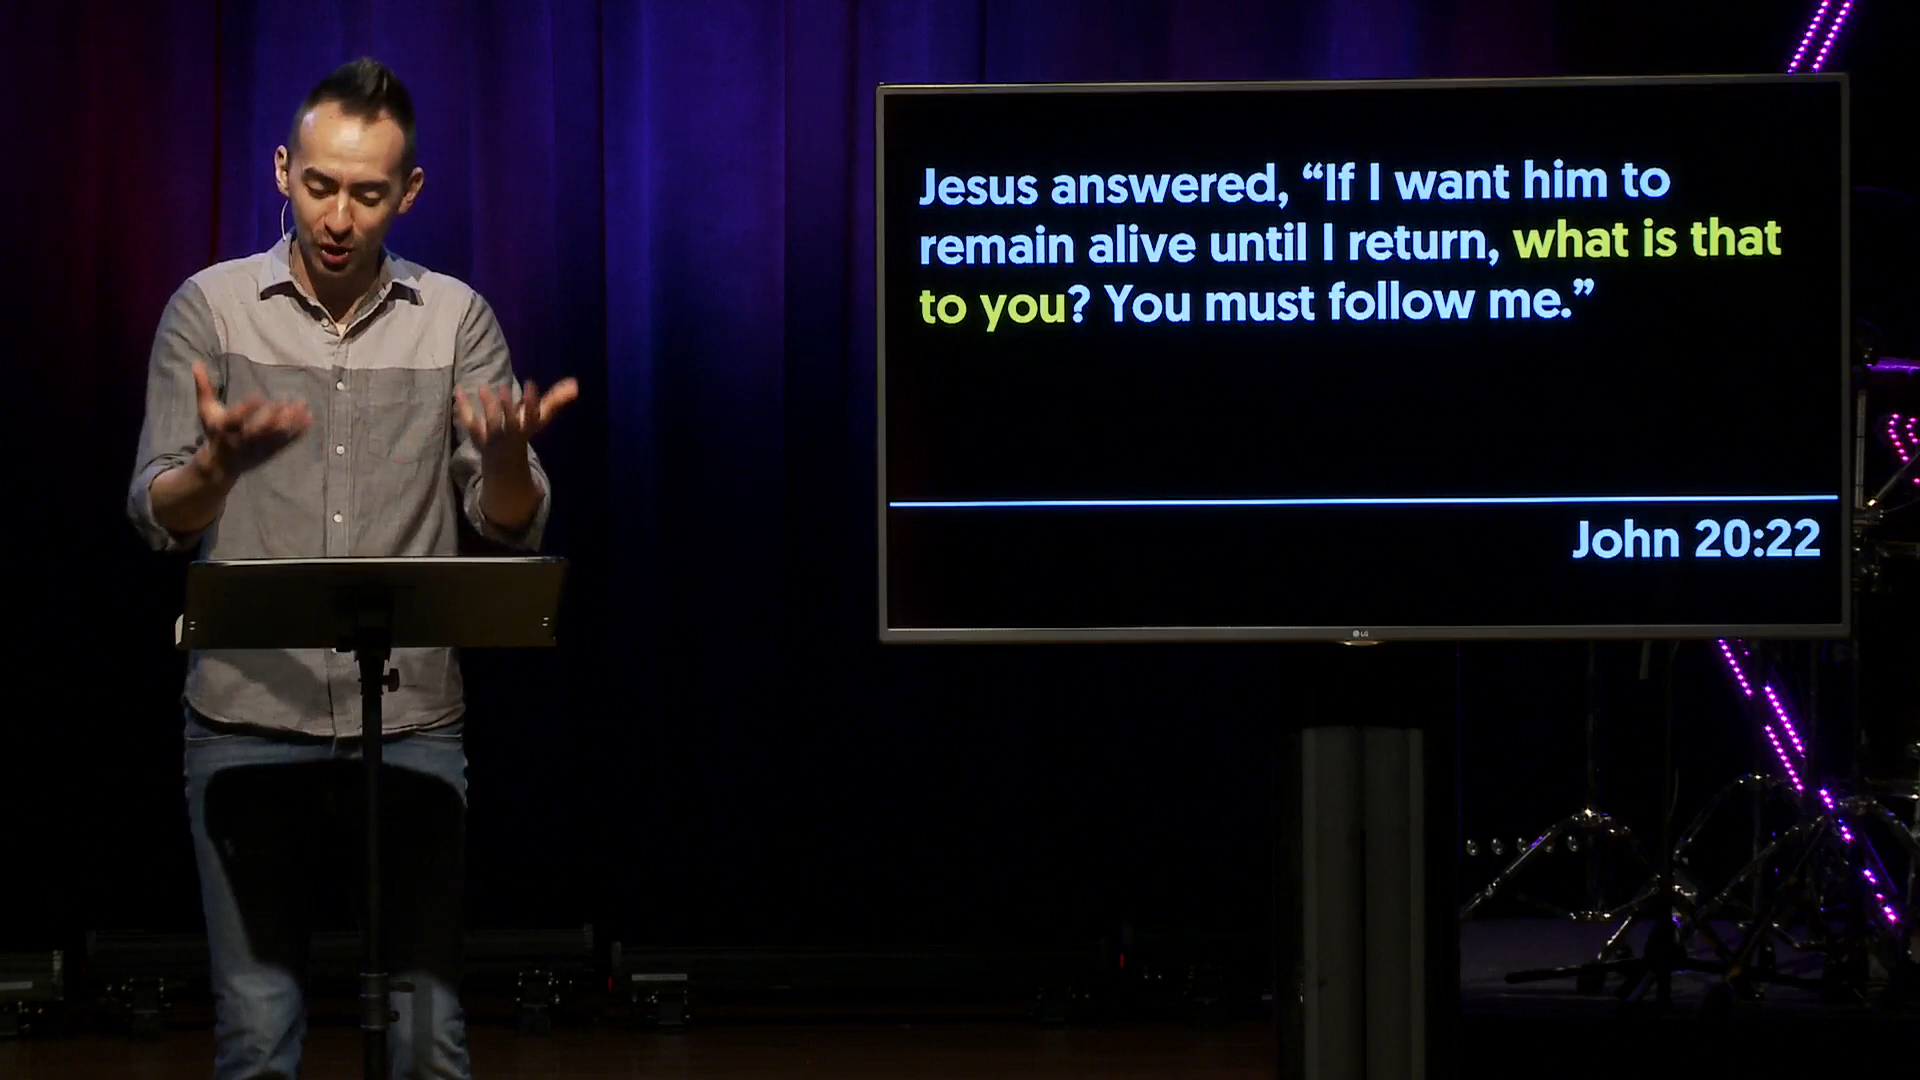 Jesus answered, “If I want him to
remain alive until I return, what is that
to you? You must follow me.”
John 20:22
LG